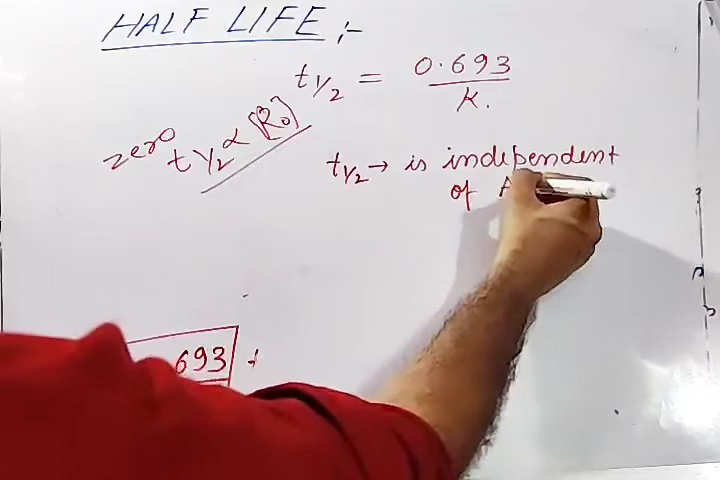 HALF LIFE :-
t1/2 = 0.693/K.
zero t1/2 ∝ [R0]
t1/2 → is independent
of
693